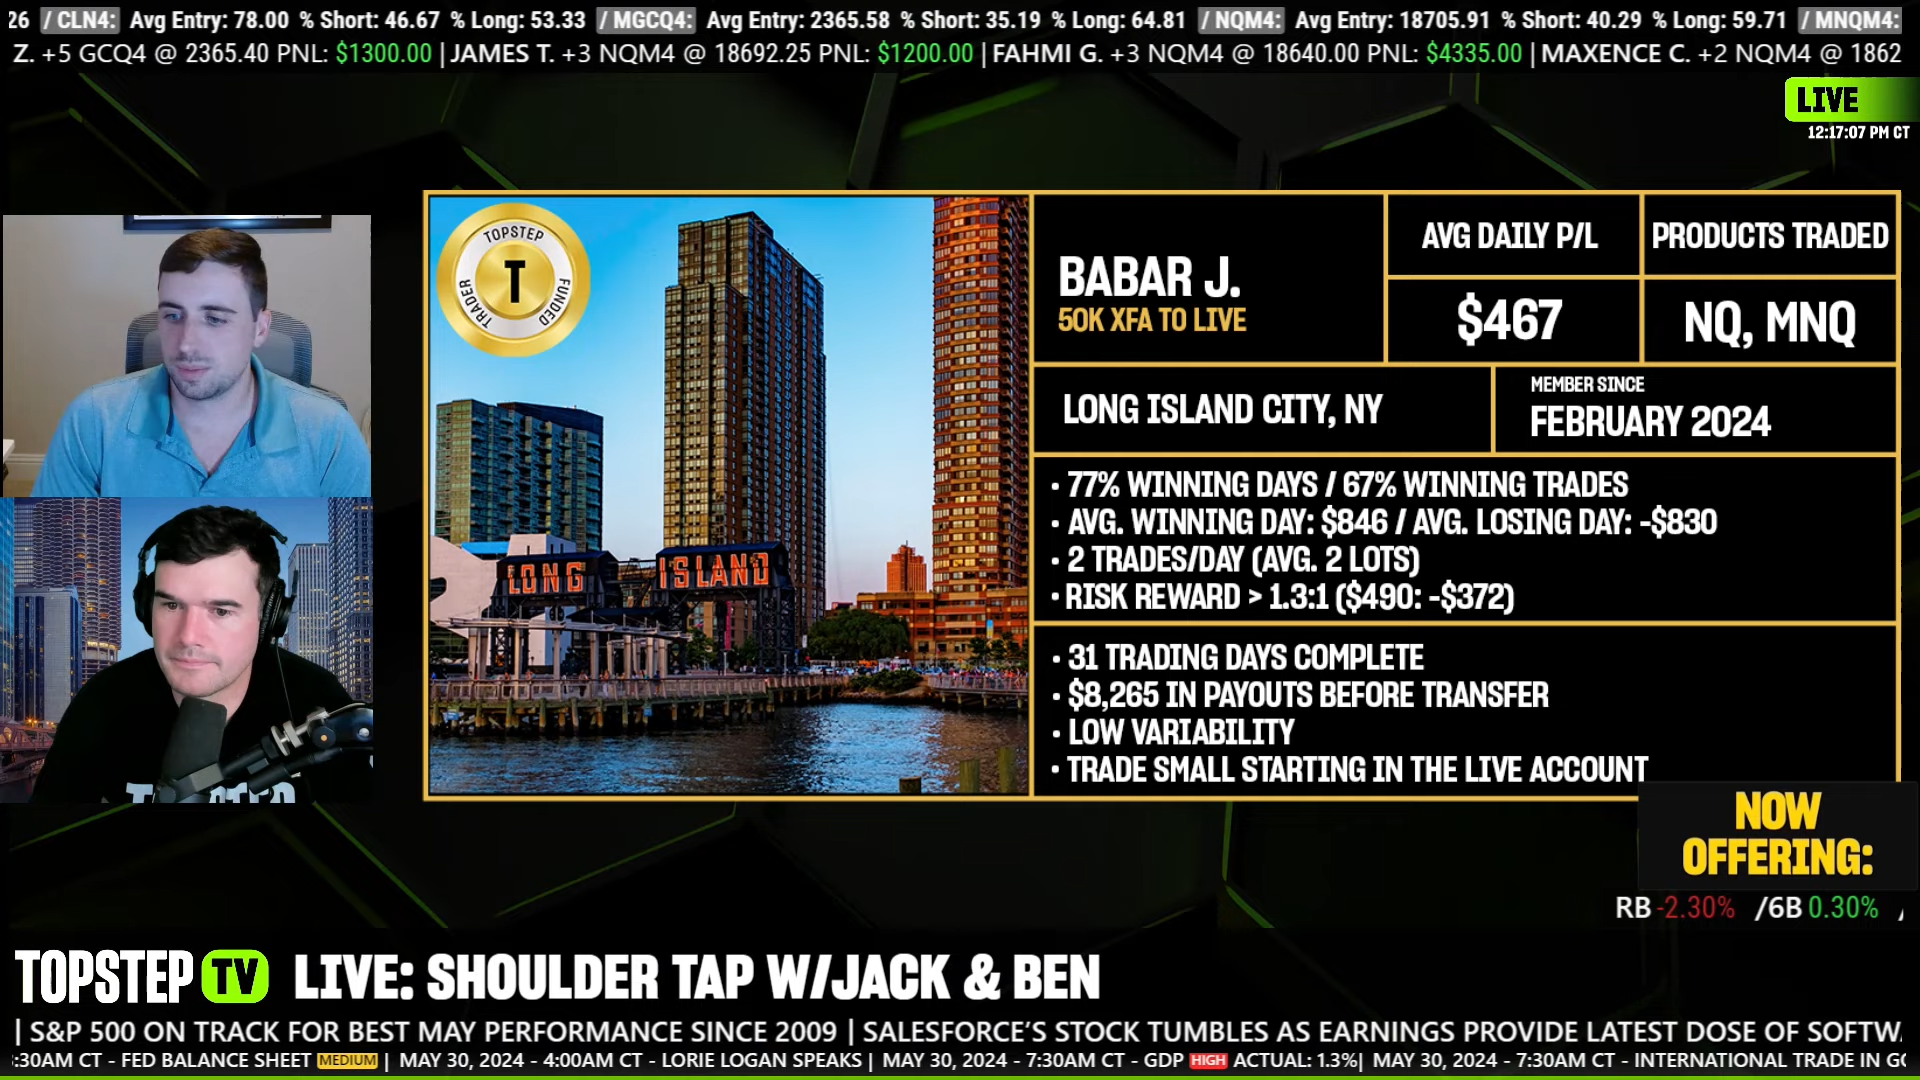 26 / CLN4: Avg Entry: 78.00 % Short: 46.67 % Long: 53.33 / MGCQ4: Avg Entry: 2365.58 % Short: 35.19 % Long: 64.81 / NQM4: Avg Entry: 18705.91 % Short: 40.29 % Long: 59.71 / MNQM4:
Z. +5 GCQ4 @ 2365.40 PNL: $1300.00 | JAMES T. +3 NQM4 @ 18692.25 PNL: $1200.00 | FAHMI G. +3 NQM4 @ 18640.00 PNL: $4335.00 | MAXENCE C. +2 NQM4 @ 1862
LIVE
12:17:07 PM CT
TOPSTEP
T
FUNDED
TRADER
LONG ISLAND
BABAR J.
50K XFA TO LIVE
AVG DAILY P/L
$467
PRODUCTS TRADED
NQ, MNQ
LONG ISLAND CITY, NY
MEMBER SINCE
FEBRUARY 2024
· 77% WINNING DAYS / 67% WINNING TRADES
· AVG. WINNING DAY: $846 / AVG. LOSING DAY: -$830
· 2 TRADES/DAY (AVG. 2 LOTS)
· RISK REWARD > 1.3:1 ($490: -$372)
· 31 TRADING DAYS COMPLETE
· $8,265 IN PAYOUTS BEFORE TRANSFER
· LOW VARIABILITY
· TRADE SMALL STARTING IN THE LIVE ACCOUNT
NOW
OFFERING:
RB -2.30% /6B 0.30% /
TOPSTEP TV LIVE: SHOULDER TAP W/JACK & BEN
| S&P 500 ON TRACK FOR BEST MAY PERFORMANCE SINCE 2009 | SALESFORCE'S STOCK TUMBLES AS EARNINGS PROVIDE LATEST DOSE OF SOFTW
:30AM CT - FED BALANCE SHEET MEDIUM | MAY 30, 2024 - 4:00AM CT - LORIE LOGAN SPEAKS | MAY 30, 2024 - 7:30AM CT - GDP HIGH ACTUAL: 1.3%| MAY 30, 2024 - 7:30AM CT - INTERNATIONAL TRADE IN GO